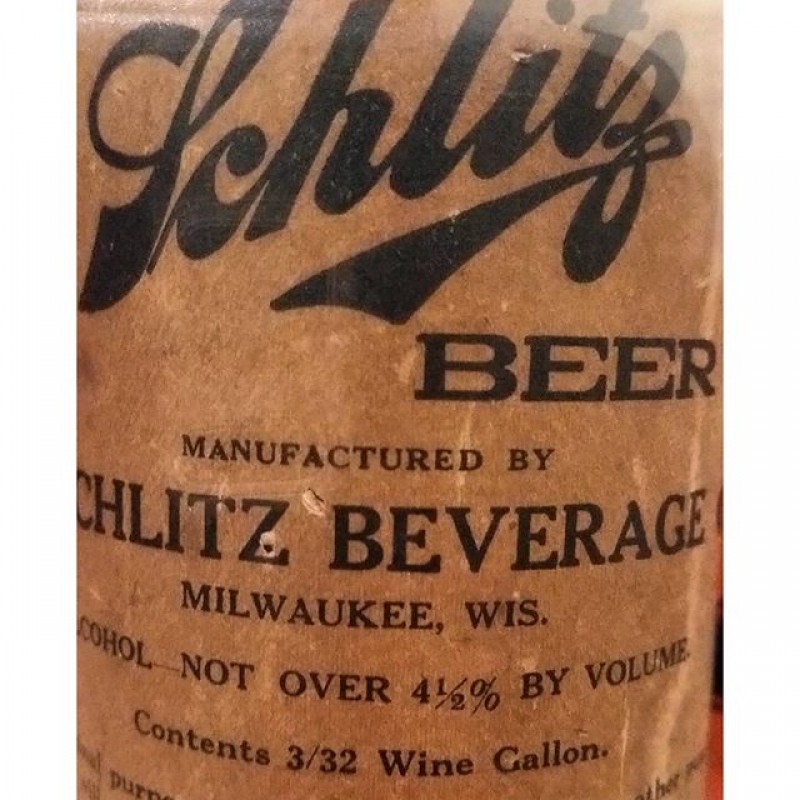 Schlitz
BEER
MANUFACTURED BY
CHLITZ BEVERAGE
MILWAUKEE, WIS.
COHOL NOT OVER 4½% BY VOLUME.
Contents 3/32 Wine Gallon.